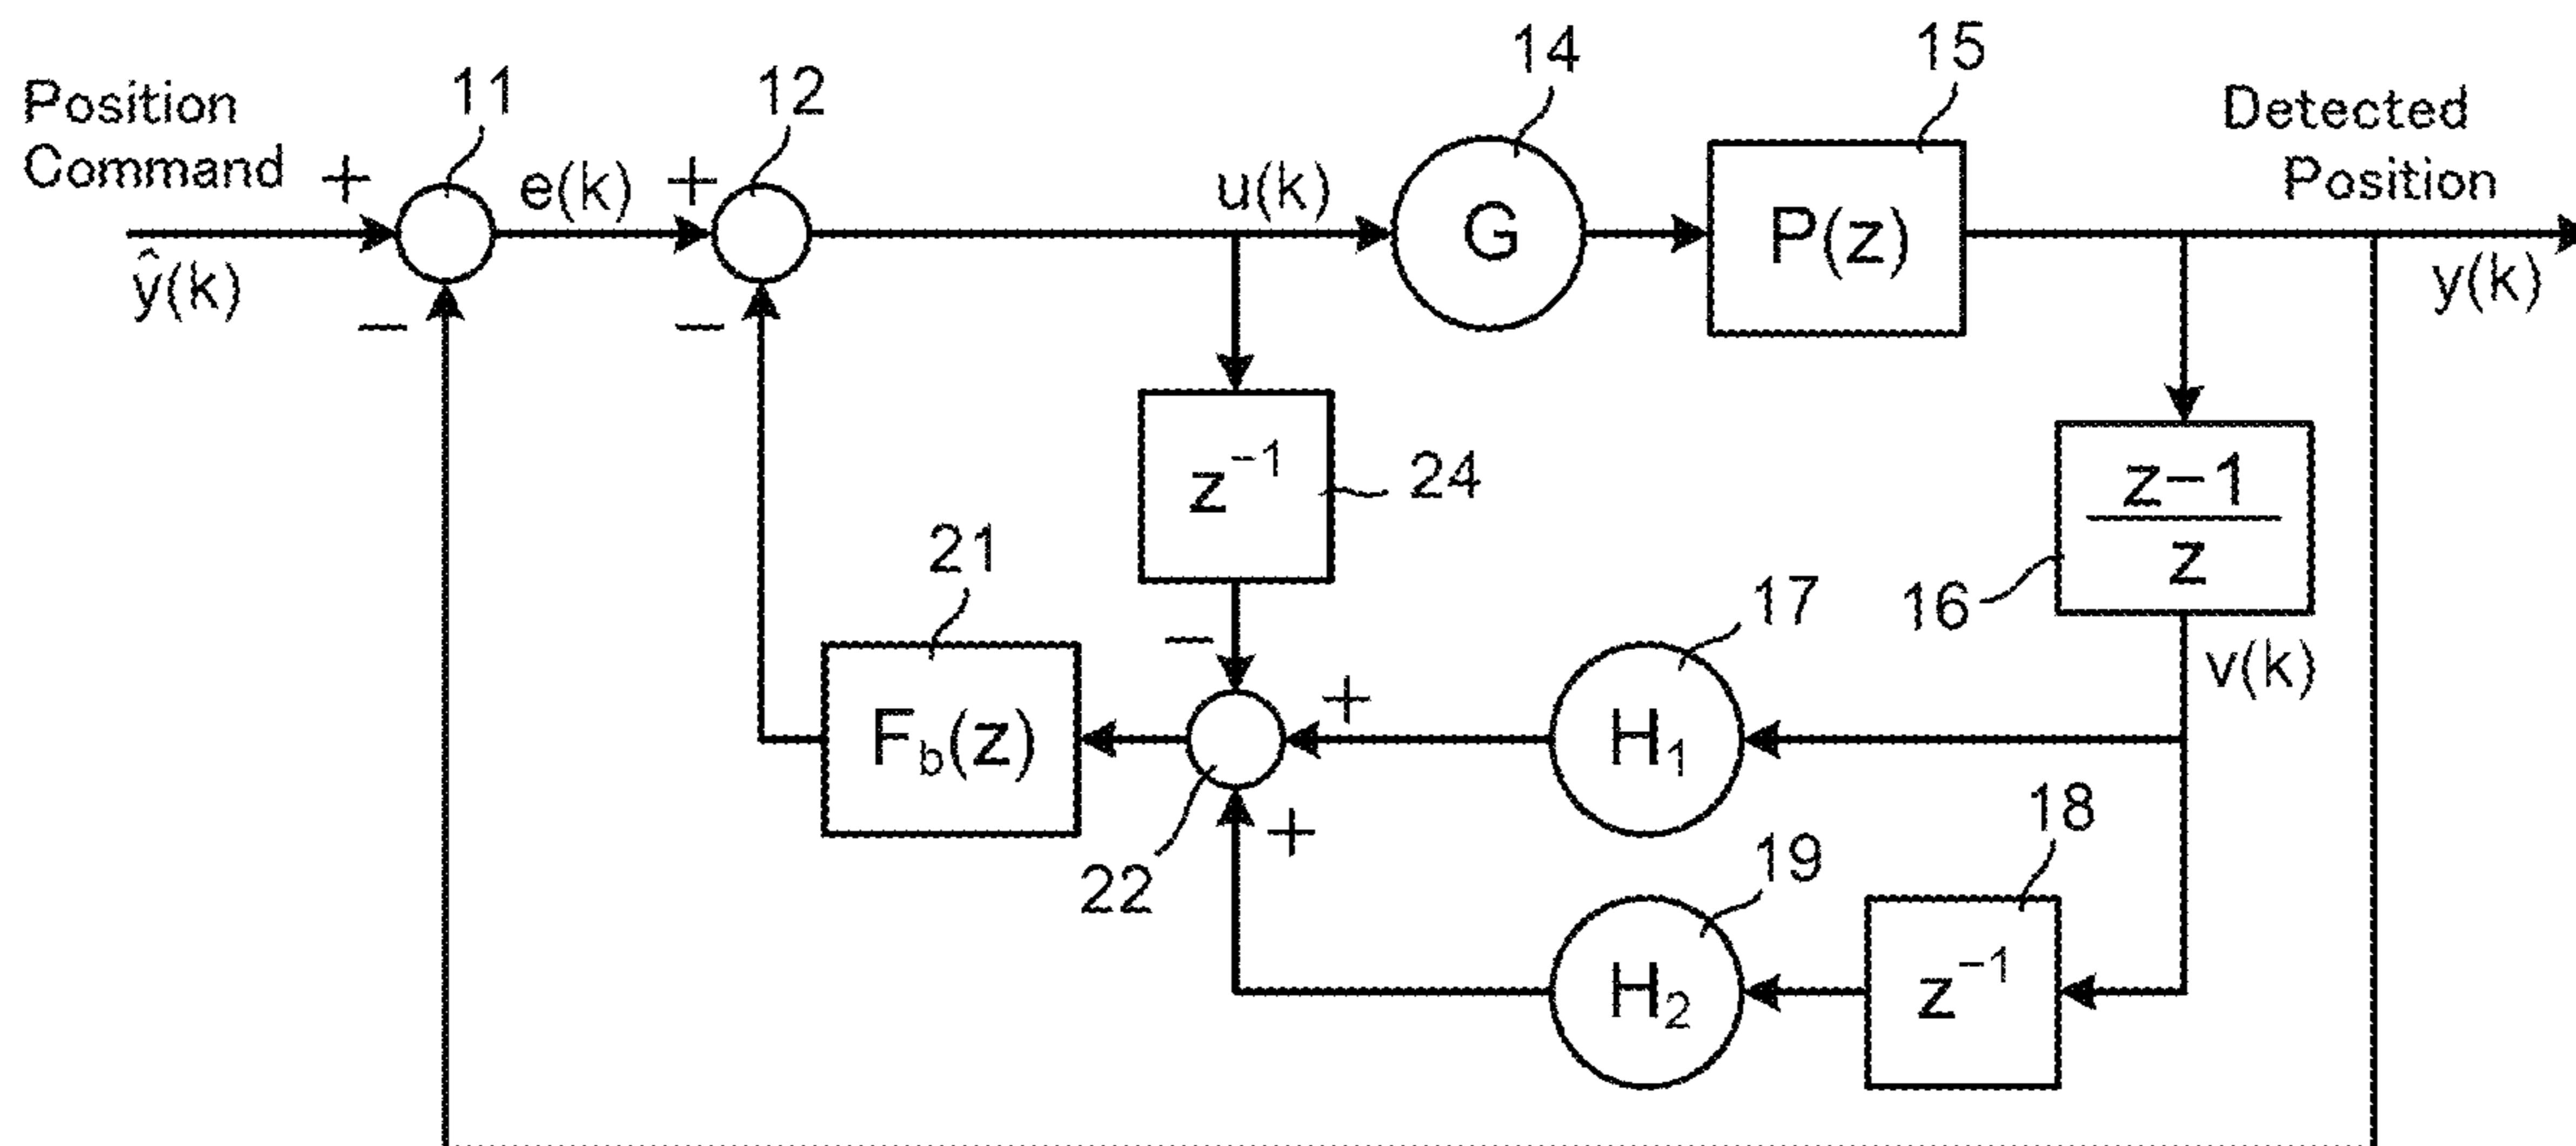 Position
Command
+
11
e(k)
+
12
u(k)
14
G
15
P(z)
Detected
Position
ŷ(k)
−
−
y(k)
z⁻¹
24
z−1
z
16
v(k)
21
F_b(z)
−
22
+
17
H₁
+
19
H₂
18
z⁻¹